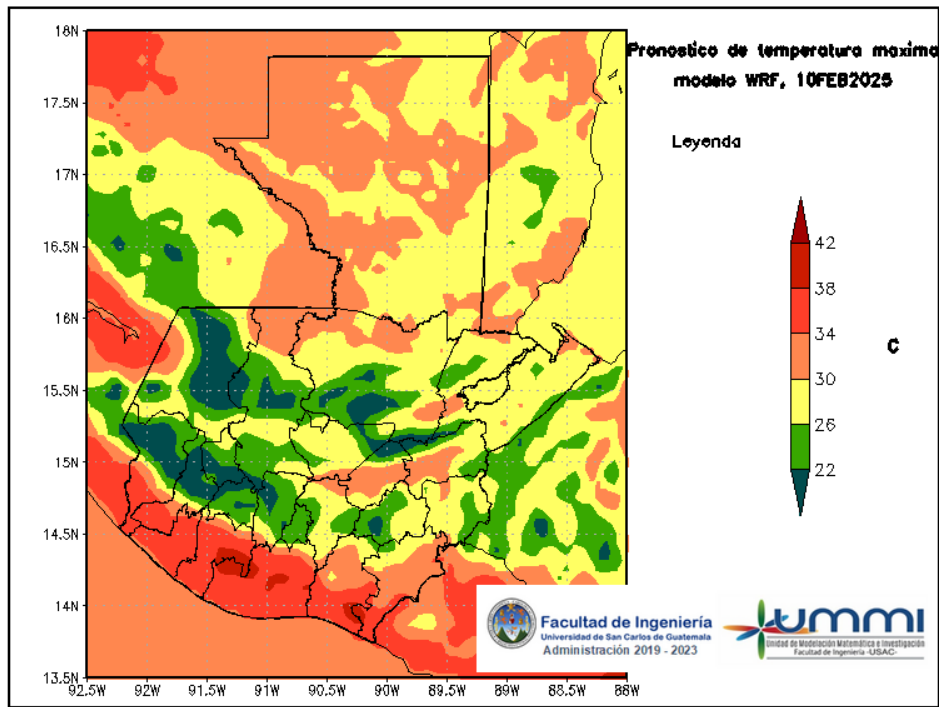 Pronostico de temperatura maxima
modelo WRF, 10FEB2025
Leyenda
42
38
34
30
26
22
C
18N
17.5N
17N
16.5N
16N
15.5N
15N
14.5N
14N
13.5N
92.5W
92W
91.5W
91W
90.5W
90W
89.5W
89W
88.5W
88W
Facultad de Ingeniería
Universidad de San Carlos de Guatemala
Administración 2019 - 2023
ummi
Unidad de Modelación Matemática e Investigación
Facultad de Ingeniería -USAC-